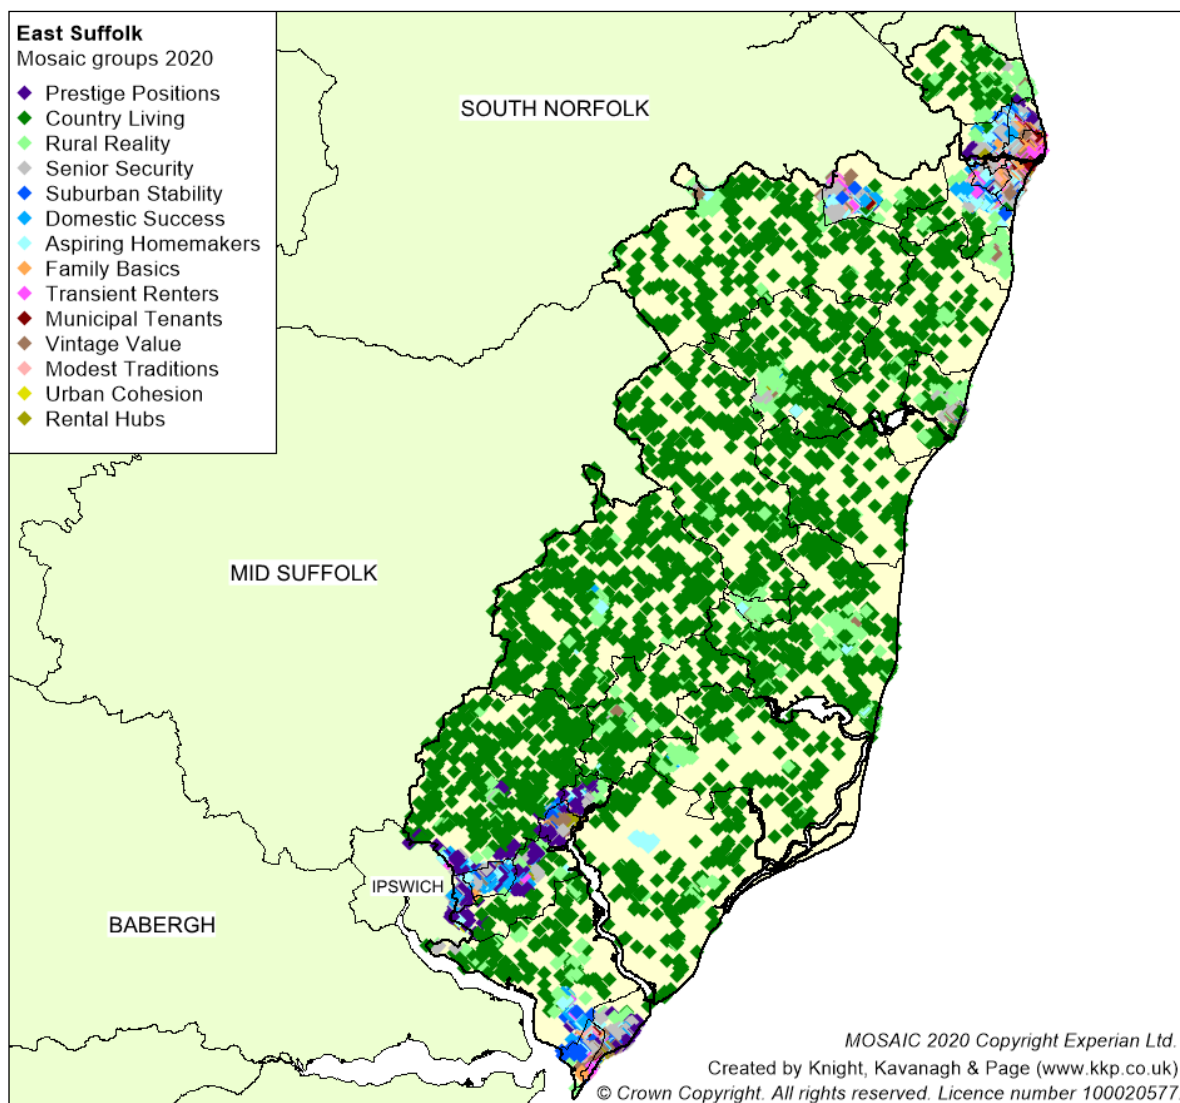 East Suffolk
Mosaic groups 2020
Prestige Positions
Country Living
Rural Reality
Senior Security
Suburban Stability
Domestic Success
Aspiring Homemakers
Family Basics
Transient Renters
Municipal Tenants
Vintage Value
Modest Traditions
Urban Cohesion
Rental Hubs
SOUTH NORFOLK
MID SUFFOLK
IPSWICH
BABERGH
MOSAIC 2020 Copyright Experian Ltd.
Created by Knight, Kavanagh & Page (www.kkp.co.uk)
© Crown Copyright. All rights reserved. Licence number 100020577,